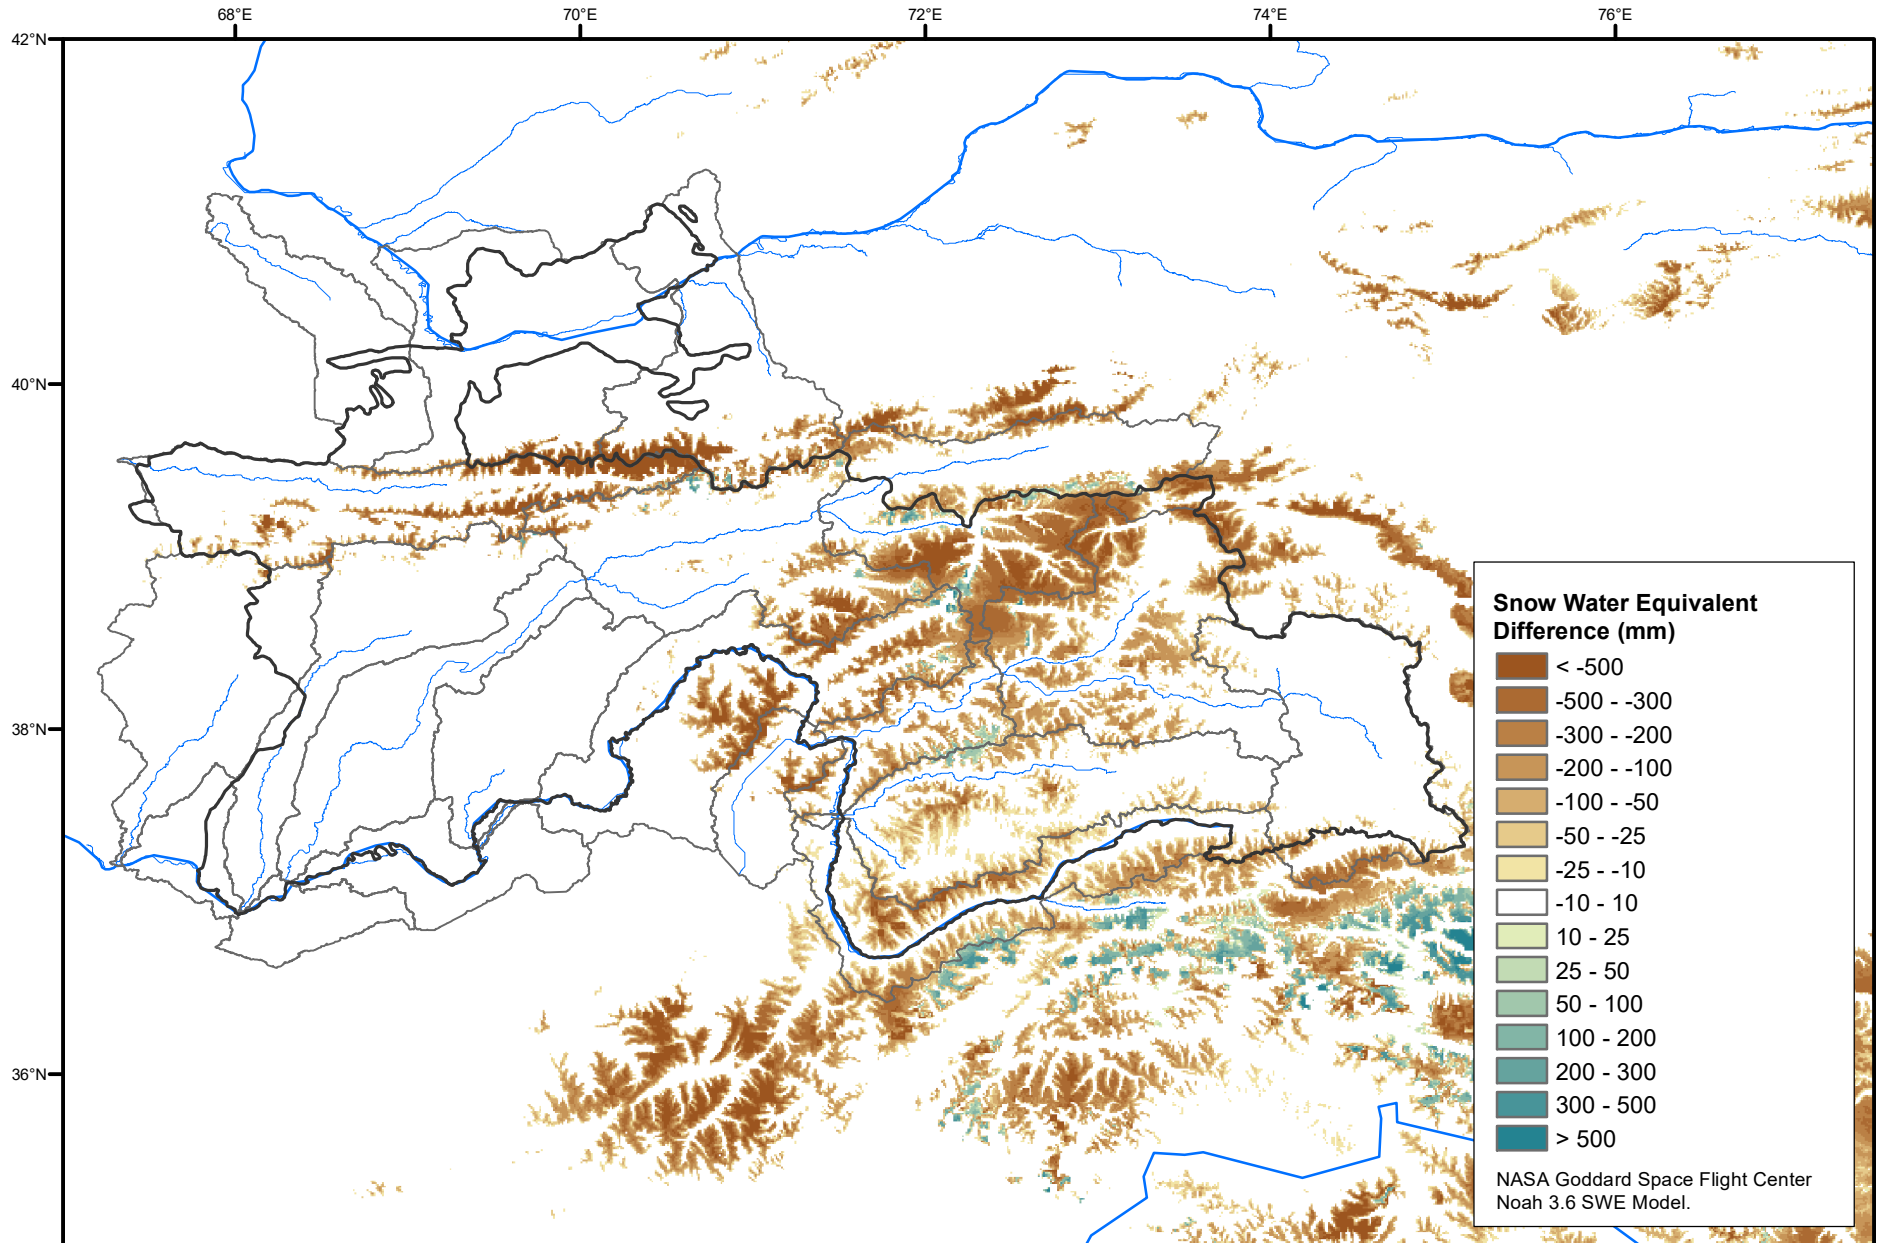 68°E 70°E 72°E 74°E 76°E
42°N
40°N
38°N
36°N
Snow Water Equivalent
Difference (mm)
< -500
-500 - -300
-300 - -200
-200 - -100
-100 - -50
-50 - -25
-25 - -10
-10 - 10
10 - 25
25 - 50
50 - 100
100 - 200
200 - 300
300 - 500
> 500
NASA Goddard Space Flight Center
Noah 3.6 SWE Model.